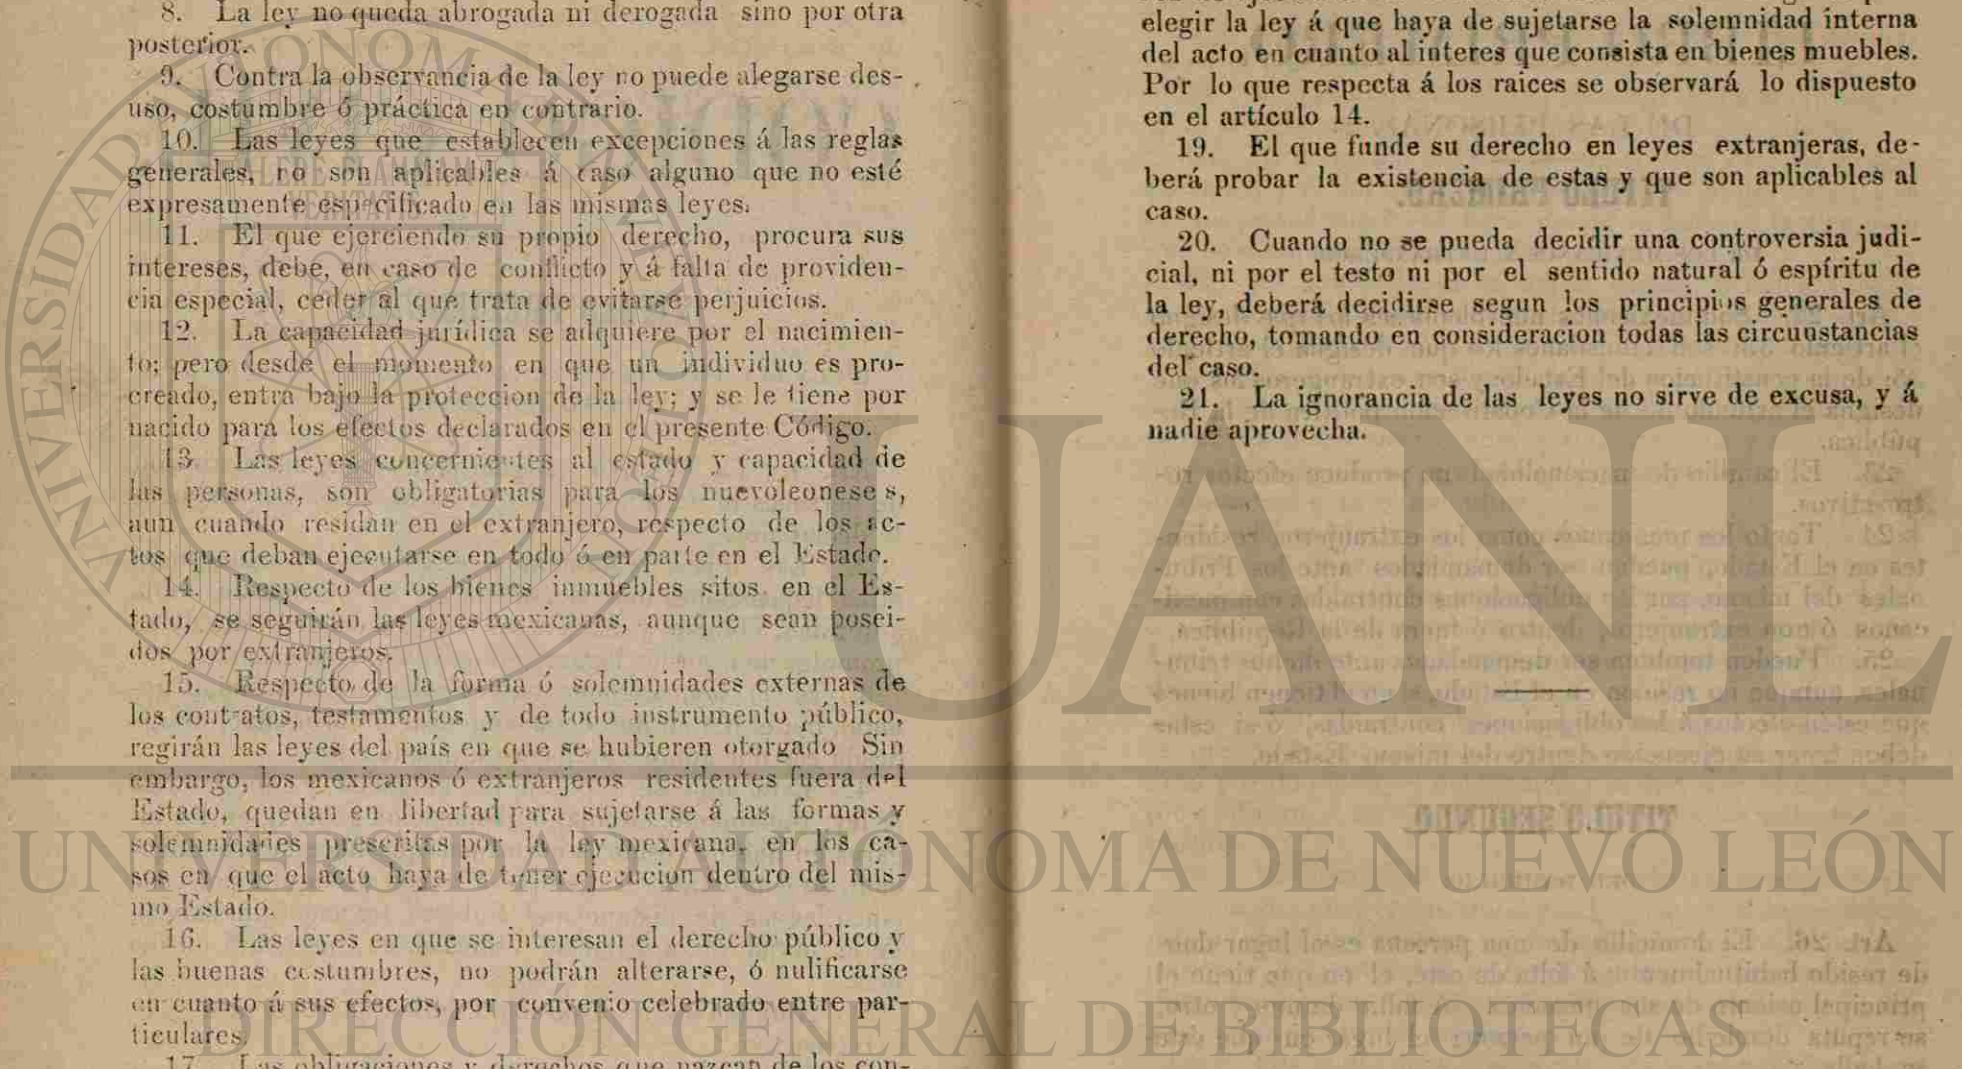 8. La ley no queda abrogada ni derogada sino por otra
posterior.
9. Contra la observancia de la ley no puede alegarse des-
uso, costumbre ó práctica en contrario.
10. Las leyes que establecen excepciones á las reglas
generales, no son aplicables á caso alguno que no esté
expresamente especificado en las mismas leyes.
11. El que ejerciendo su propio derecho, procura sus
intereses, debe, en caso de conflicto y á falta de providen-
cia especial, ceder al que trata de evitarse perjuicios.
12. La capacidad jurídica se adquiere por el nacimien-
to; pero desde el momento en que un individuo es pro-
creado, entra bajo la proteccion de la ley; y se le tiene por
nacido para los efectos declarados en el presente Código.
13 Las leyes concernientes al estado y capacidad de
las personas, son obligatorias para los nuevoleoneses,
aun cuando residan en el extranjero, respecto de los ac-
tos que deban ejecutarse en todo ó en parte en el Estado.
14. Respecto de los bienes inmuebles sitos en el Es-
tado, se seguirán las leyes mexicanas, aunque sean posei-
dos por extranjeros.
15. Respecto de la forma ó solemnidades externas de
los contratos, testamentos y de todo instrumento público,
regirán las leyes del país en que se hubieren otorgado Sin
embargo, los mexicanos ó extranjeros residentes fuera del
Estado, quedan en libertad para sujetarse á las formas y
solemnidades prescritas por la ley mexicana, en los ca-
sos en que el acto haya de tener ejecucion dentro del mis-
mo Estado.
16. Las leyes en que se interesan el derecho público y
las buenas costumbres, no podrán alterarse, ó nulificarse
en cuanto á sus efectos, por convenio celebrado entre par-
ticulares.
17. Las obligaciones y derechos que nazcan de los con-
elegir la ley á que haya de sujetarse la solemnidad interna
del acto en cuanto al interes que consista en bienes muebles.
Por lo que respecta á los raices se observará lo dispuesto
en el artículo 14.
19. El que funde su derecho en leyes extranjeras, de-
berá probar la existencia de estas y que son aplicables al
caso.
20. Cuando no se pueda decidir una controversia judi-
cial, ni por el testo ni por el sentido natural ó espíritu de
la ley, deberá decidirse segun los principios generales de
derecho, tomando en consideracion todas las circunstancias
del caso.
21. La ignorancia de las leyes no sirve de excusa, y á
nadie aprovecha.
UANL
UNIVERSIDAD AUTÓNOMA DE NUEVO LEÓN
DIRECCIÓN GENERAL DE BIBLIOTECAS